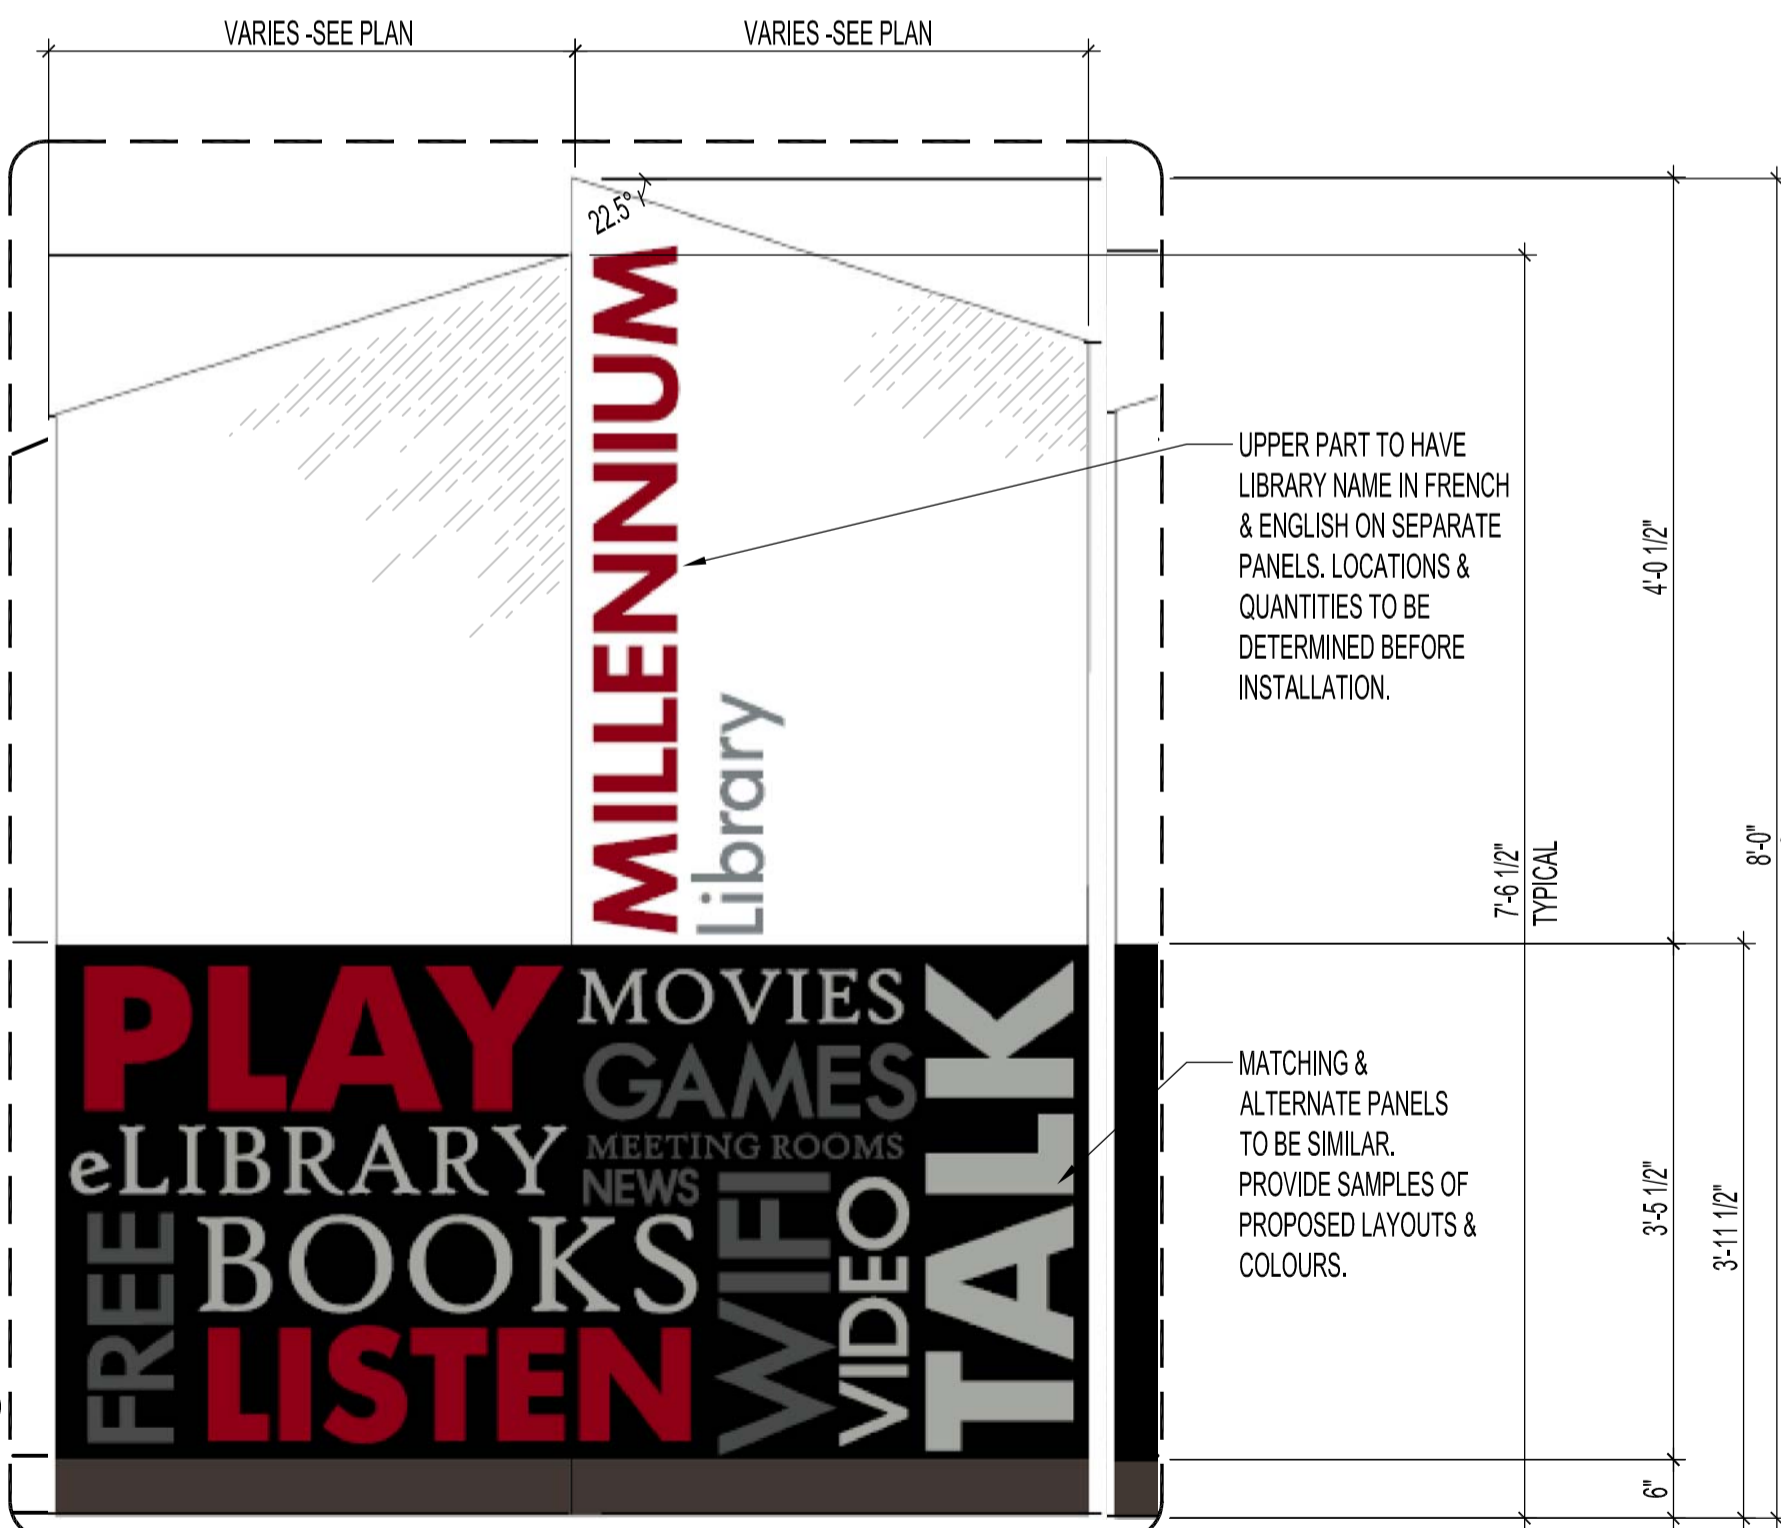 VARIES -SEE PLAN
VARIES -SEE PLAN
22.5°
MILLENNIUM
Library
UPPER PART TO HAVE
LIBRARY NAME IN FRENCH
& ENGLISH ON SEPARATE
PANELS. LOCATIONS &
QUANTITIES TO BE
DETERMINED BEFORE
INSTALLATION.
4'-0 1/2"
7'-6 1/2"
TYPICAL
8'-0"
PLAY
MOVIES
GAMES
MEETING ROOMS
NEWS
eLIBRARY
FREE
BOOKS
LISTEN
WIFI
VIDEO
TALK
MATCHING &
ALTERNATE PANELS
TO BE SIMILAR.
PROVIDE SAMPLES OF
PROPOSED LAYOUTS &
COLOURS.
3'-5 1/2"
3'-11 1/2"
6"